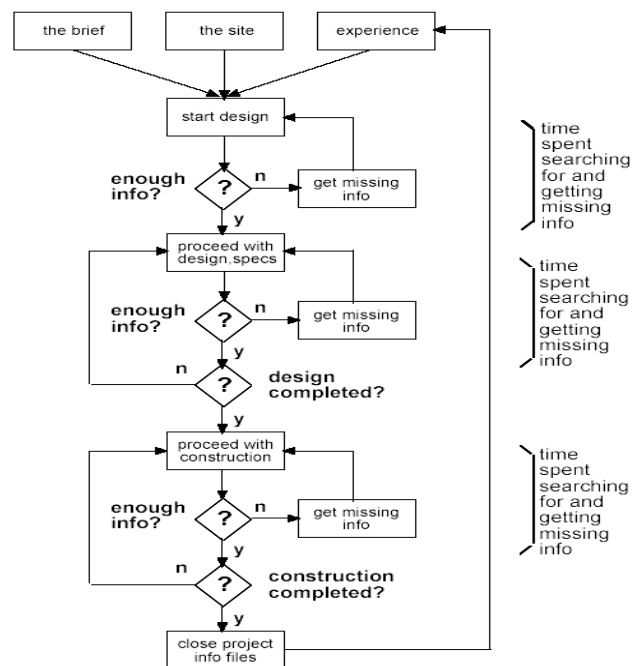 the brief
the site
experience
start design
enough
info?
?
n
get missing
info
y
time
spent
searching
for and
getting
missing
info
proceed with
design,specs
enough
info?
?
n
get missing
info
y
time
spent
searching
for and
getting
missing
info
n
?
design
completed?
y
proceed with
construction
enough
info?
?
n
get missing
info
y
time
spent
searching
for and
getting
missing
info
n
?
construction
completed?
y
close project
info files